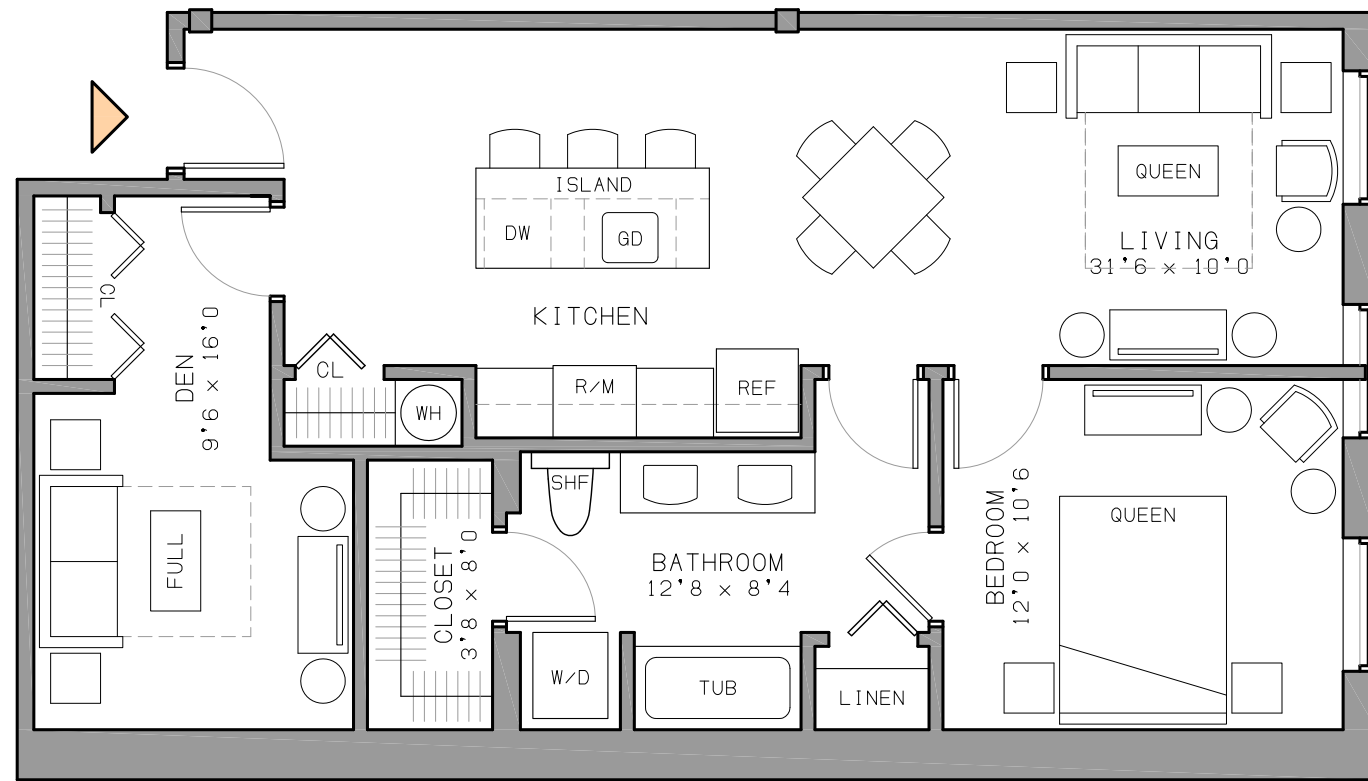 ISLAND
DW
GD
QUEEN
LIVING
31'6 × 10'0
KITCHEN
CL
DEN
9'6 × 16'0
CL
WH
R/M
REF
SHF
FULL
CLOSET
3'8 × 8'0
BATHROOM
12'8 × 8'4
BEDROOM
12'0 × 10'6
QUEEN
W/D
TUB
LINEN